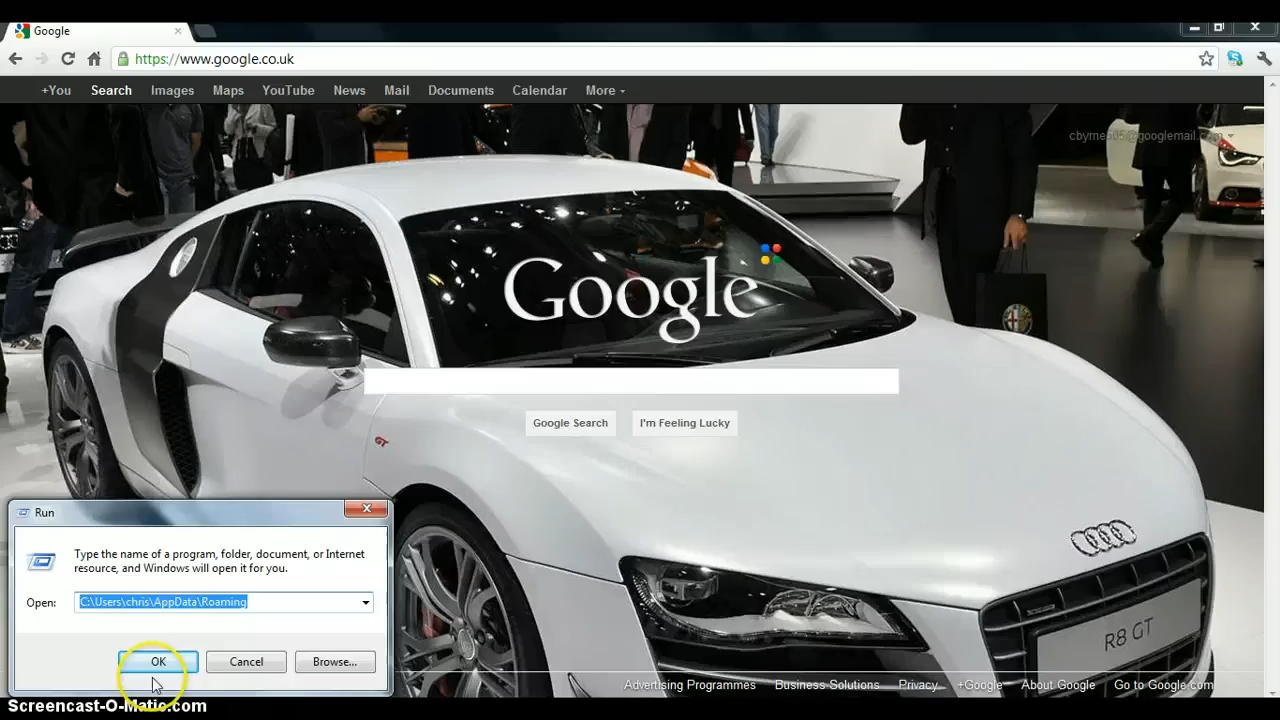 Google
https://www.google.co.uk
+You Search Images Maps YouTube News Mail Documents Calendar More
Google
GT
Google Search I'm Feeling Lucky
Run
Type the name of a program, folder, document, or Internet
resource, and Windows will open it for you.
Open: C:\Users\chris\AppData\Roaming
OK Cancel Browse...
R8 GT
Advertising Programmes Business Solutions Privacy +Google About Google Go to Google.com
Screencast-O-Matic.com